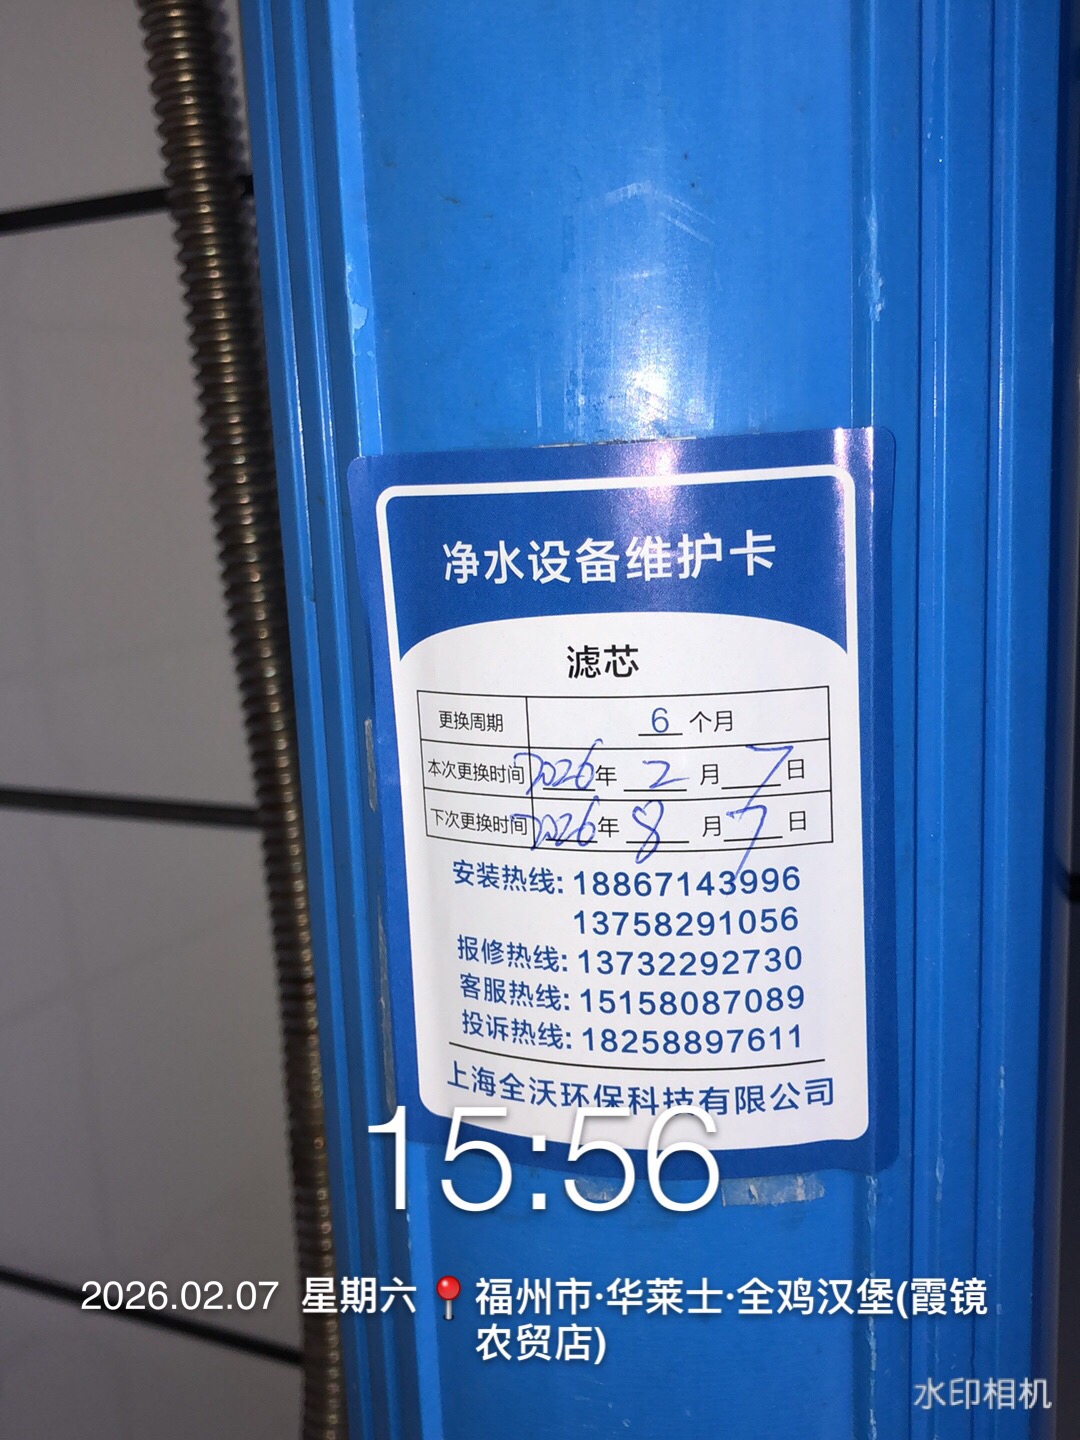 净水设备维护卡
滤芯
更换周期 6 个月
本次更换时间 2026年 2 月 7 日
下次更换时间 2026年 8 月 7 日
安装热线: 18867143996
13758291056
报修热线: 13732292730
客服热线: 15158087089
投诉热线: 18258897611
上海全沃环保科技有限公司
15:56
2026.02.07 星期六 📍福州市·华莱士·全鸡汉堡(霞镜
农贸店)
水印相机